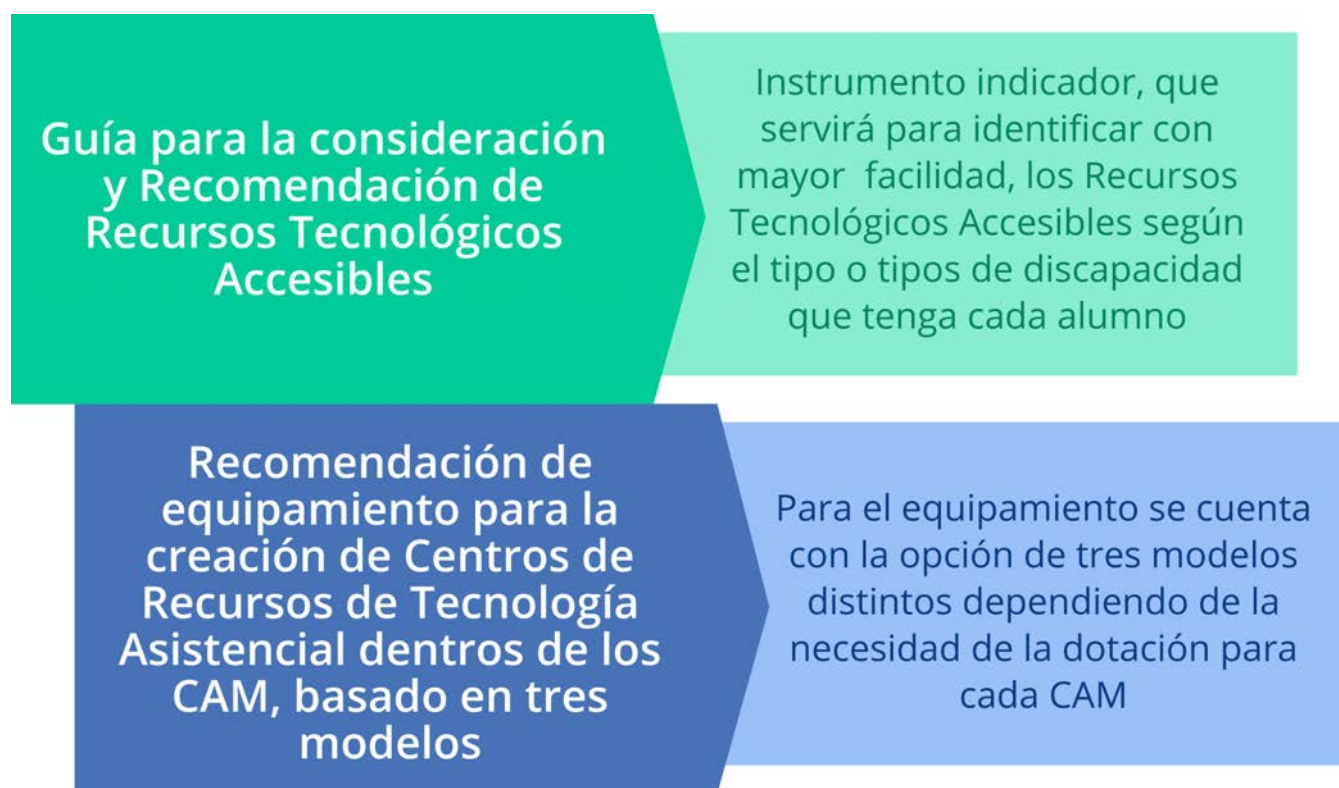 Guía para la consideración
y Recomendación de
Recursos Tecnológicos
Accesibles
Instrumento indicador, que
servirá para identificar con
mayor facilidad, los Recursos
Tecnológicos Accesibles según
el tipo o tipos de discapacidad
que tenga cada alumno
Recomendación de
equipamiento para la
creación de Centros de
Recursos de Tecnología
Asistencial dentros de los
CAM, basado en tres
modelos
Para el equipamiento se cuenta
con la opción de tres modelos
distintos dependiendo de la
necesidad de la dotación para
cada CAM